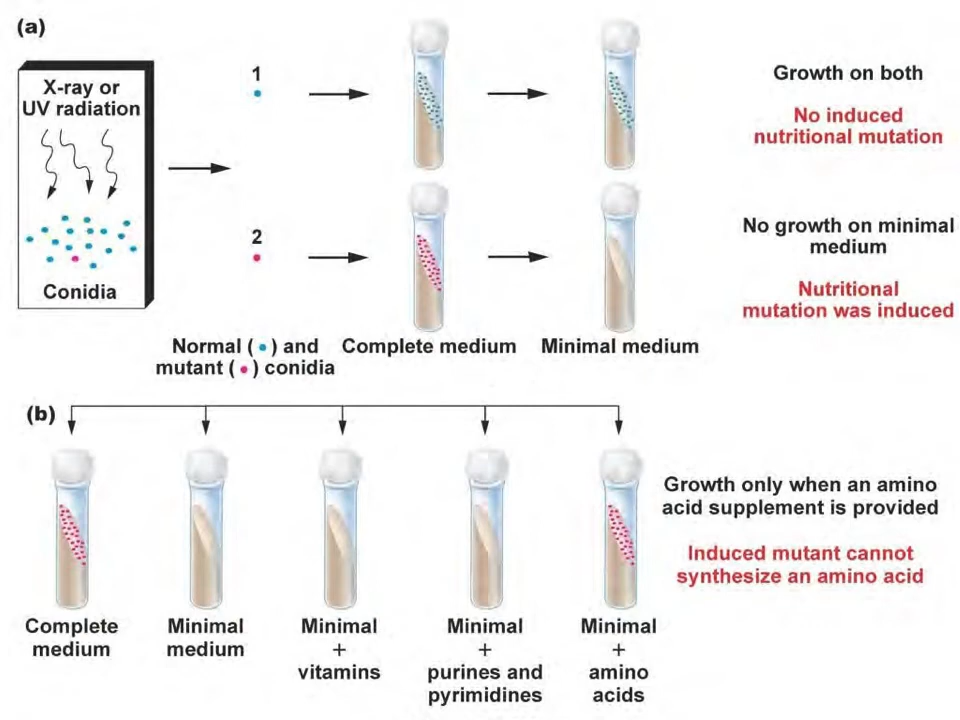 (a)
X-ray or
UV radiation
Conidia
1
2
Normal ( ) and
mutant ( ) conidia
Complete medium
Minimal medium
Growth on both
No induced
nutritional mutation
No growth on minimal
medium
Nutritional
mutation was induced
(b)
Complete
medium
Minimal
medium
Minimal
+
vitamins
Minimal
+
purines and
pyrimidines
Minimal
+
amino
acids
Growth only when an amino
acid supplement is provided
Induced mutant cannot
synthesize an amino acid